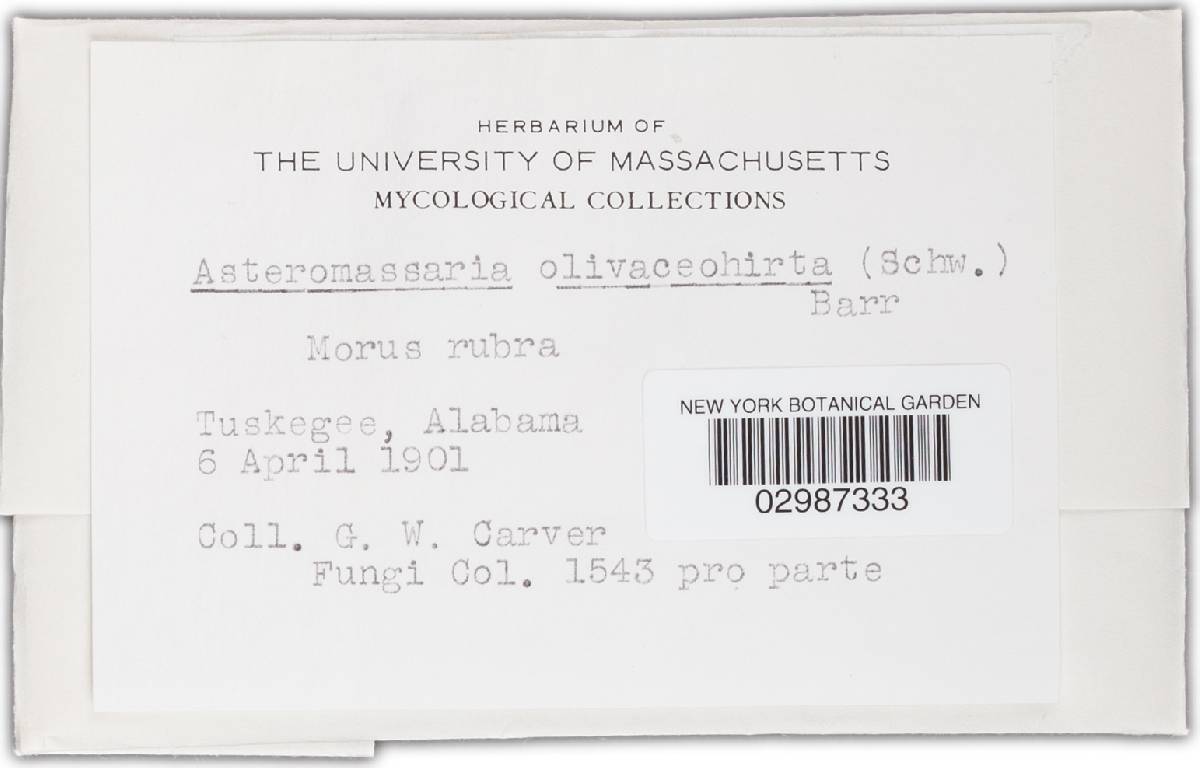 HERBARIUM OF
THE UNIVERSITY OF MASSACHUSETTS
MYCOLOGICAL COLLECTIONS
Asteromassaria olivaceohirta (Schw.)
Barr
Morus rubra
Tuskegee, Alabama
6 April 1901
NEW YORK BOTANICAL GARDEN
02987333
Coll. G. W. Carver
Fungi Col. 1543 pro parte